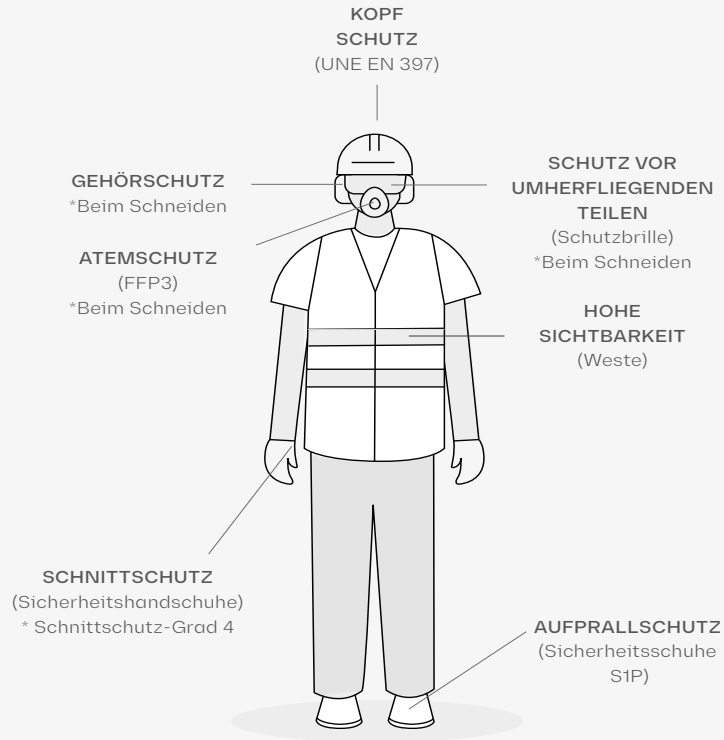 KOPF
SCHUTZ
(UNE EN 397)
GEHÖRSCHUTZ
*Beim Schneiden
ATEMSCHUTZ
(FFP3)
*Beim Schneiden
SCHUTZ VOR
UMHERFLIEGENDEN
TEILEN
(Schutzbrille)
*Beim Schneiden
HOHE
SICHTBARKEIT
(Weste)
SCHNITTSCHUTZ
(Sicherheitshandschuhe)
* Schnittschutz-Grad 4
AUFPRALLSCHUTZ
(Sicherheitsschuhe
S1P)